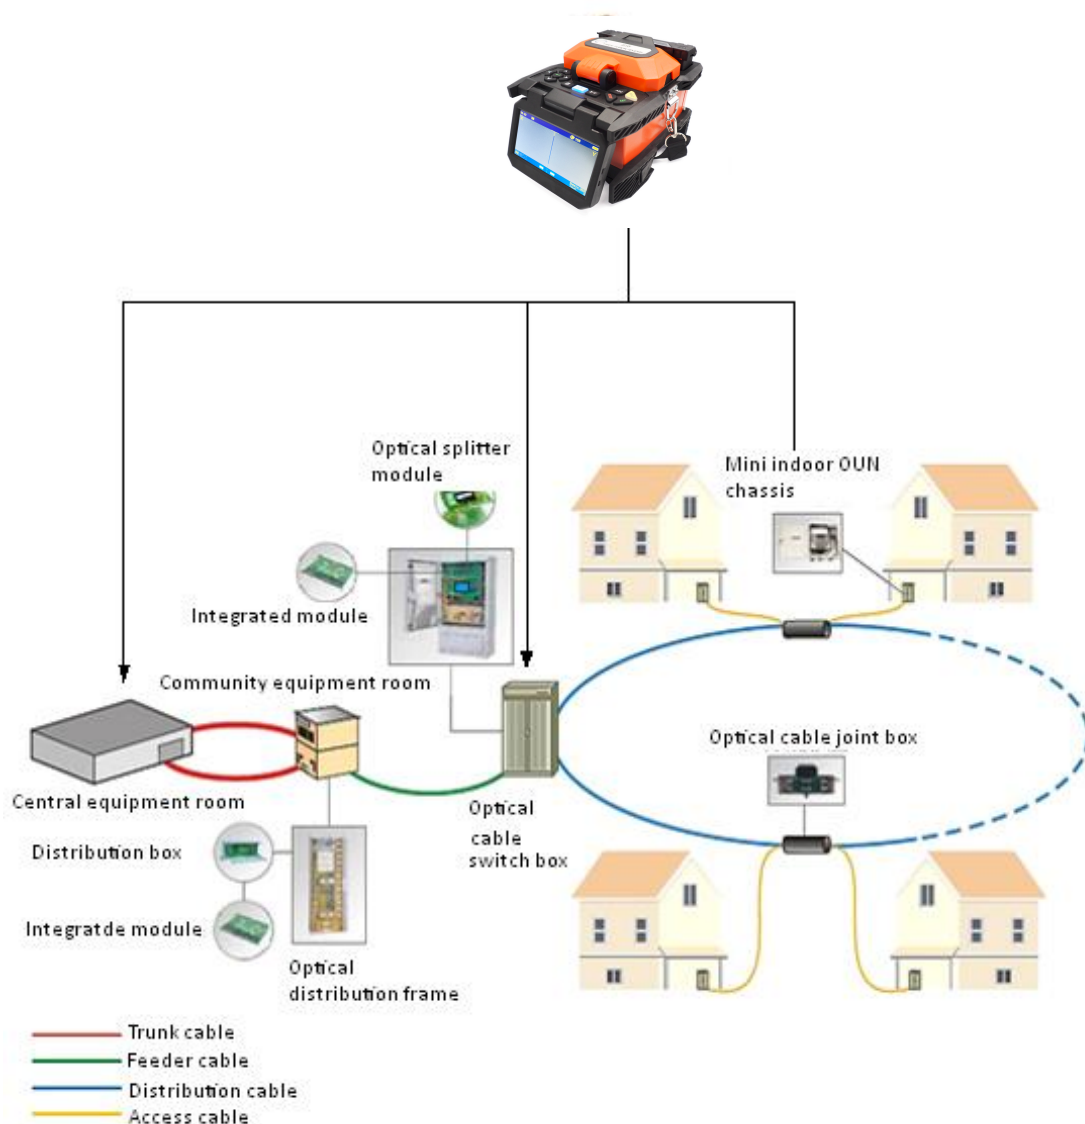 Optical splitter
module
Mini indoor OUN
chassis
Integrated module
Community equipment room
Optical cable joint box
Central equipment room
Optical
cable
switch box
Distribution box
Integratde module
Optical
distribution frame
Trunk cable
Feeder cable
Distribution cable
Access cable